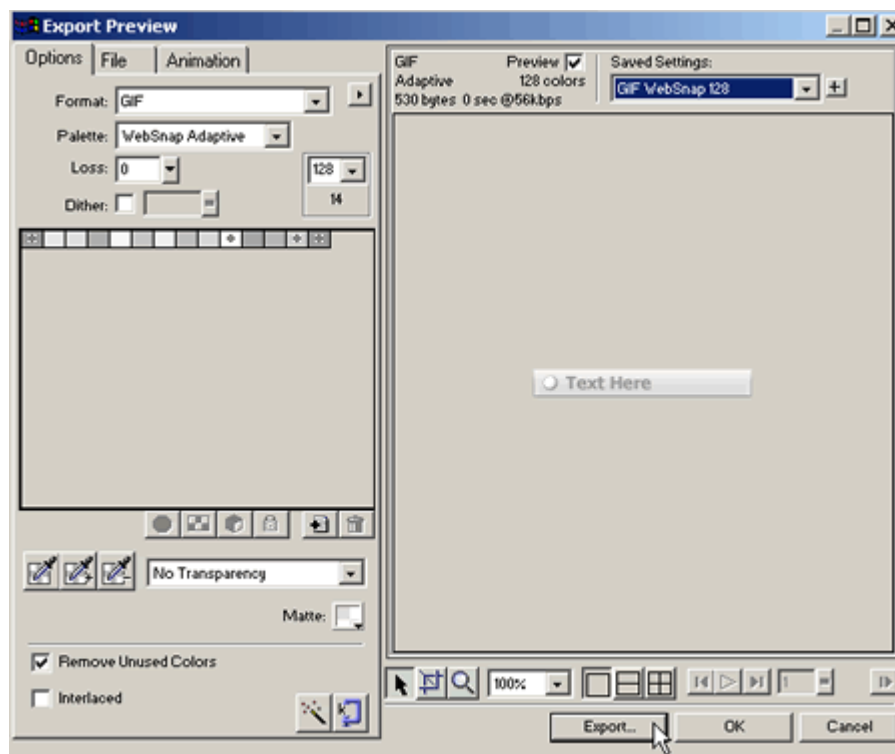 Export Preview
Options File Animation
Format: GIF
Palette: WebSnap Adaptive
Loss: 0 128
Dither: 14
No Transparency
Matte:
Remove Unused Colors
Interlaced
GIF Preview
Adaptive 128 colors
530 bytes 0 sec @56kbps
Saved Settings:
GIF WebSnap 128
Text Here
100% 1
Export... OK Cancel